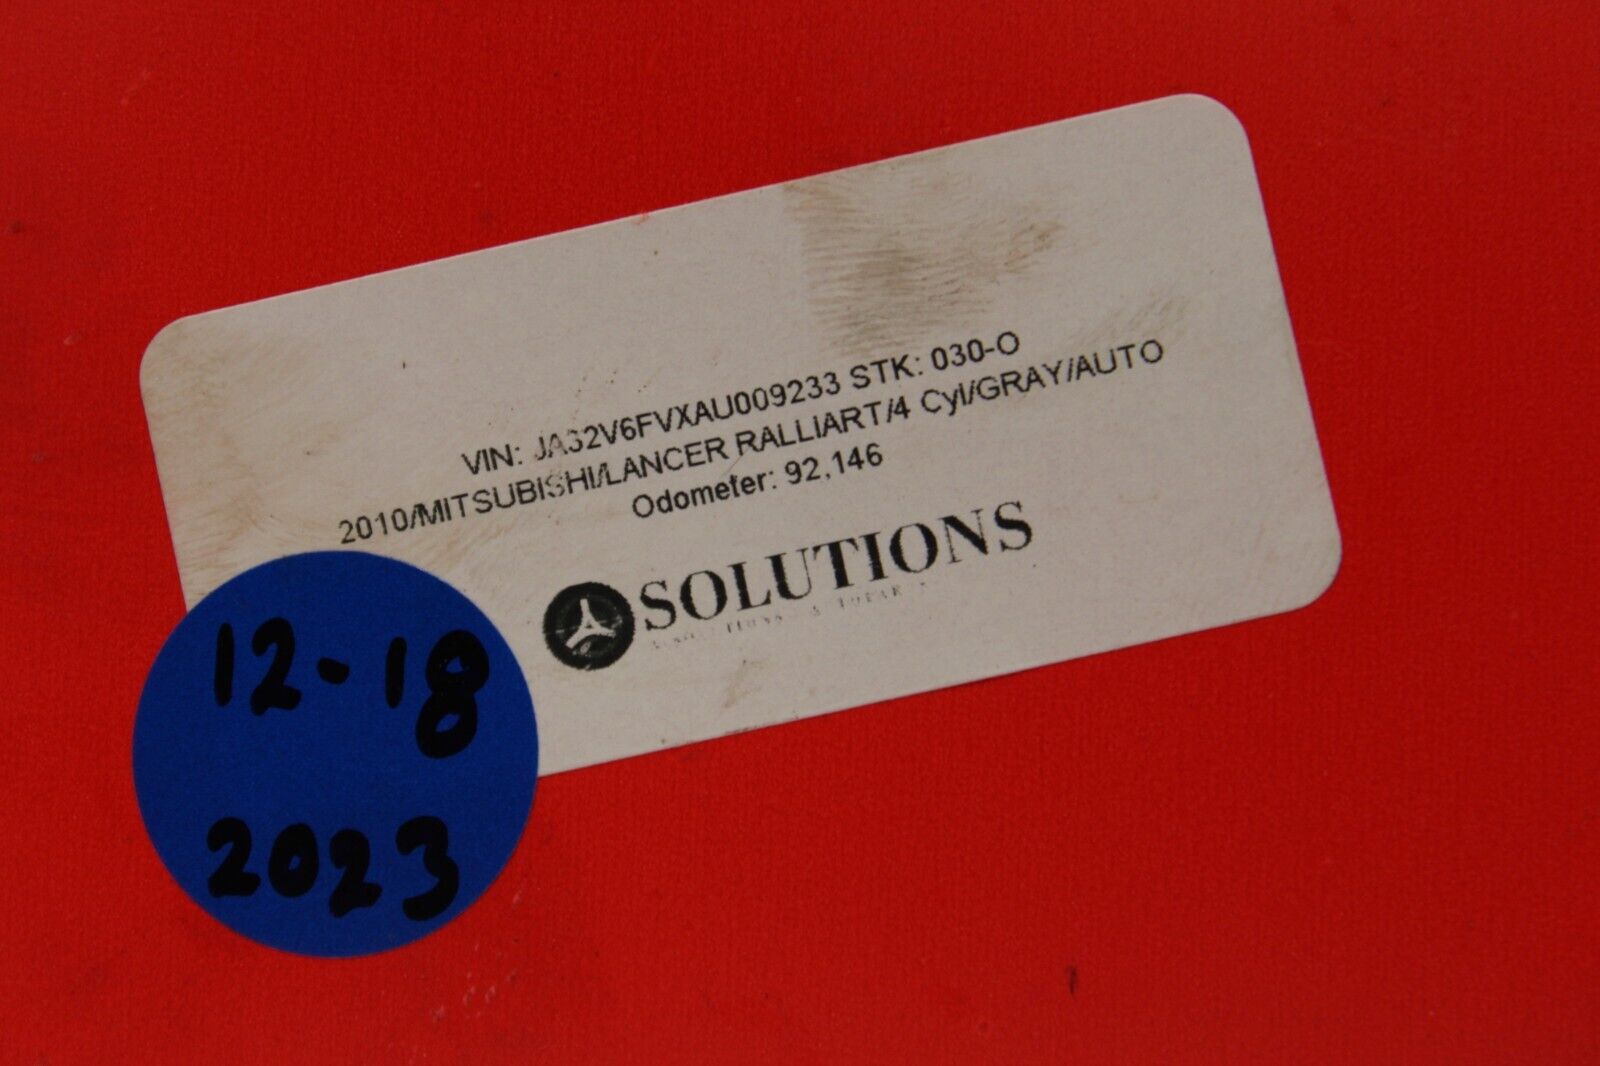 VIN: JA32V6FVXAU009233 STK: 030-O
2010/MITSUBISHI/LANCER RALLIART/4 Cyl/GRAY/AUTO
Odometer: 92,146
SOLUTIONS
12-18
2023